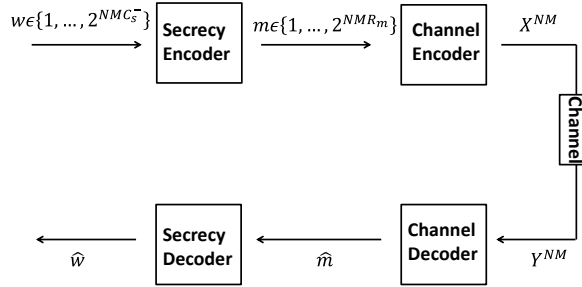 w ϵ{1, … , 2^{NMC_s^-}}
Secrecy Encoder
m ϵ{1, … , 2^{NMR_m}}
Channel Encoder
X^{NM}
Channel
Y^{NM}
Channel Decoder
m̂
Secrecy Decoder
ŵ